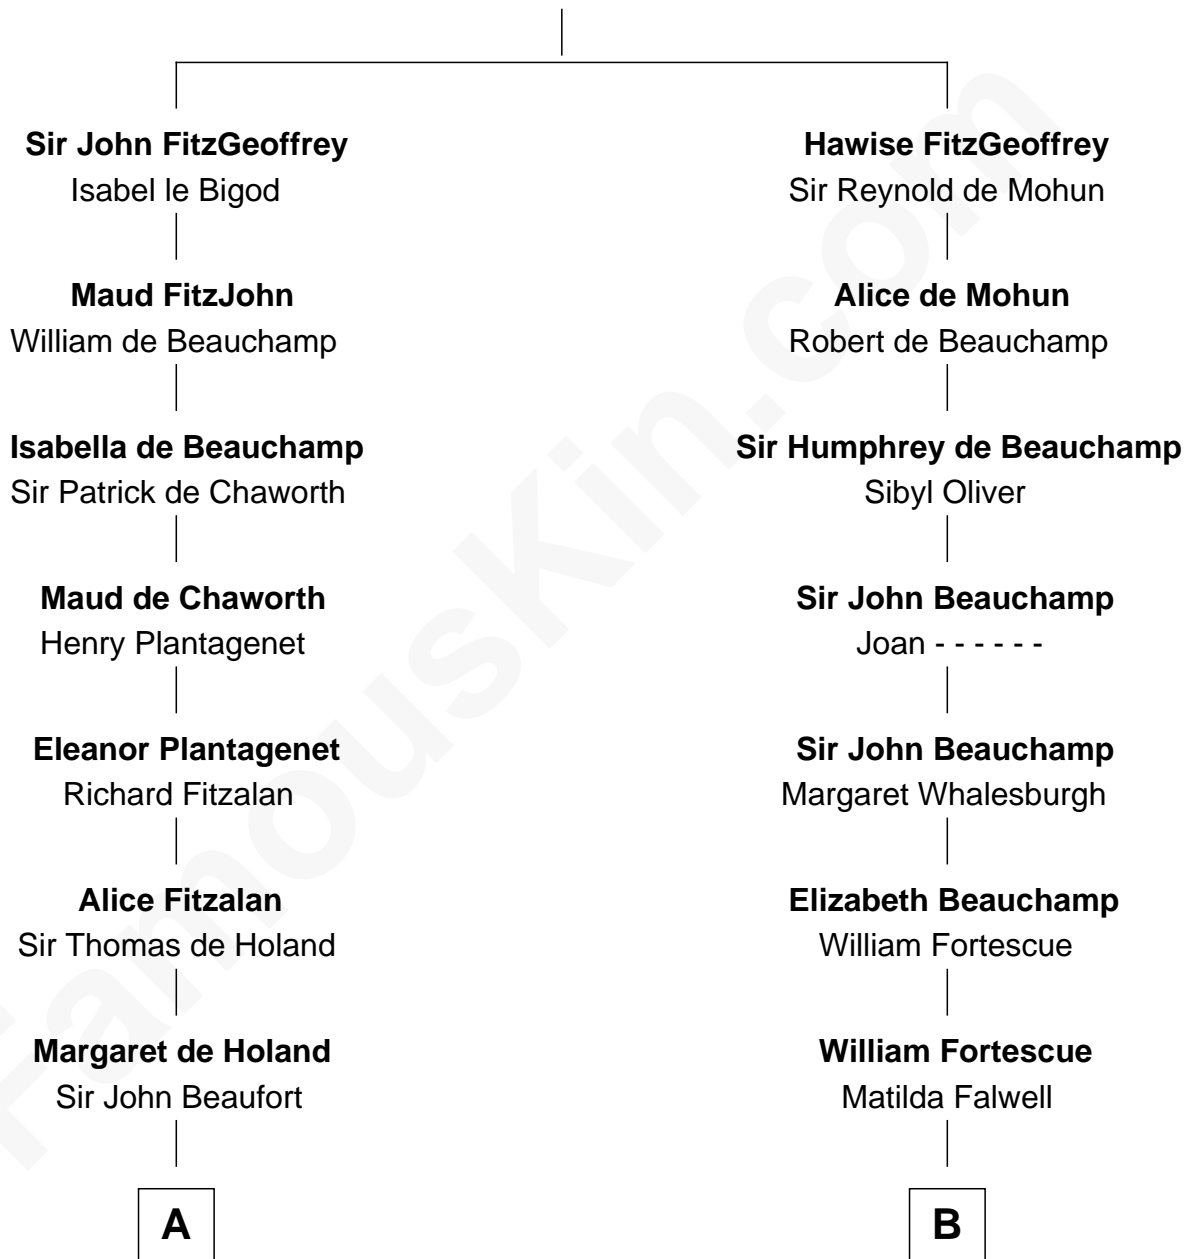 Sir John FitzGeoffrey
Isabel le Bigod
Maud FitzJohn
William de Beauchamp
Isabella de Beauchamp
Sir Patrick de Chaworth
Maud de Chaworth
Henry Plantagenet
Eleanor Plantagenet
Richard Fitzalan
Alice Fitzalan
Sir Thomas de Holand
Margaret de Holand
Sir John Beaufort
A
Hawise FitzGeoffrey
Sir Reynold de Mohun
Alice de Mohun
Robert de Beauchamp
Sir Humphrey de Beauchamp
Sibyl Oliver
Sir John Beauchamp
Joan - - - - - -
Sir John Beauchamp
Margaret Whalesburgh
Elizabeth Beauchamp
William Fortescue
William Fortescue
Matilda Falwell
B
FamousKin.com